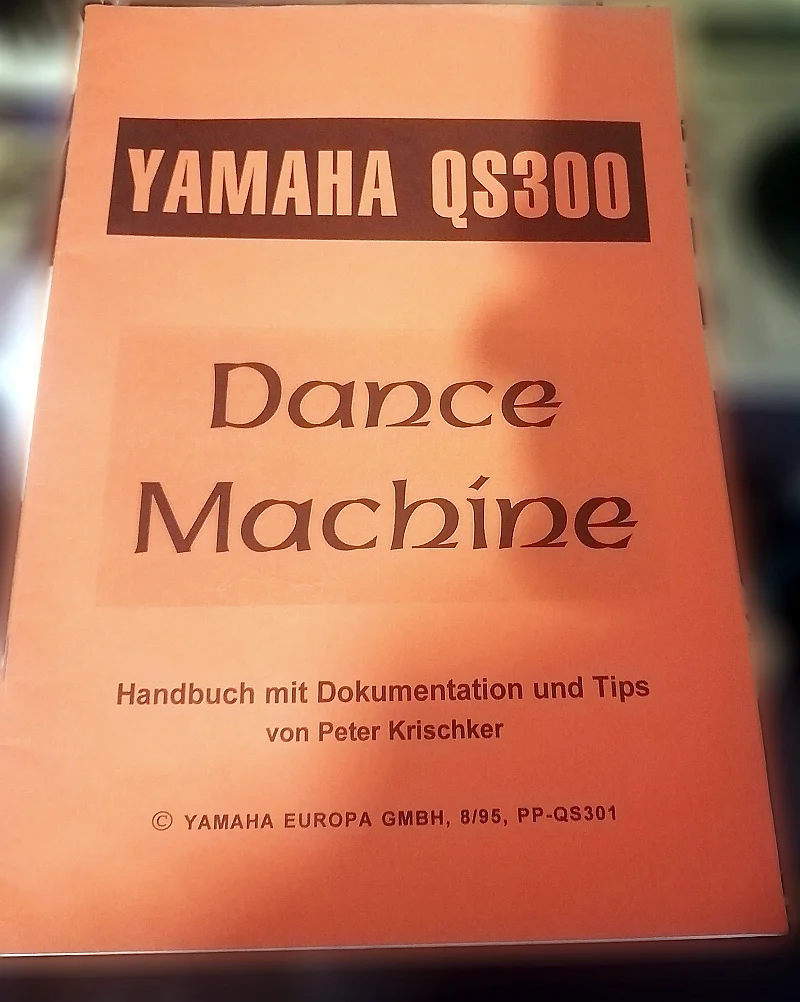 YAMAHA QS300
Dance
Machine
Handbuch mit Dokumentation und Tips
von Peter Krischker
© YAMAHA EUROPA GMBH, 8/95, PP-QS301